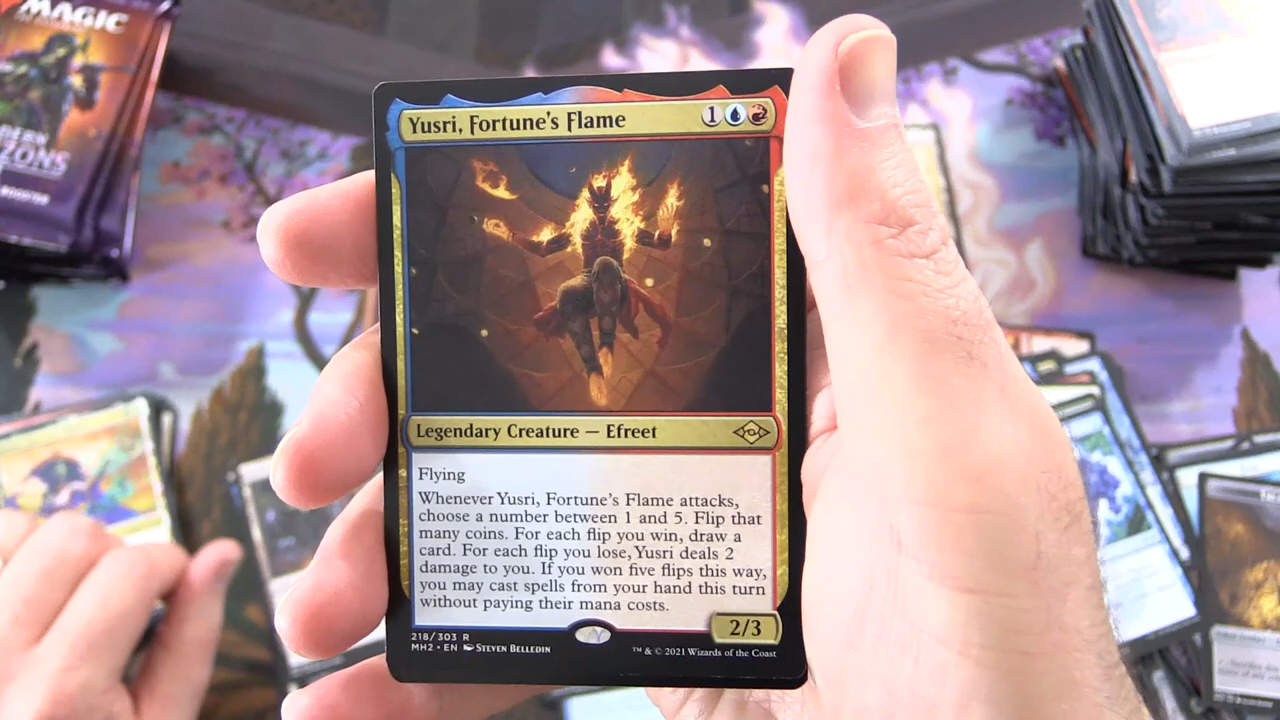 MAGIC
ZONS
BOOSTER
Yusri, Fortune's Flame
1
Legendary Creature — Efreet
Flying
Whenever Yusri, Fortune's Flame attacks,
choose a number between 1 and 5. Flip that
many coins. For each flip you win, draw a
card. For each flip you lose, Yusri deals 2
damage to you. If you won five flips this way,
you may cast spells from your hand this turn
without paying their mana costs.
2/3
218/303 R
MH2 • EN STEVEN BELLEDIN
™ & © 2021 Wizards of the Coast